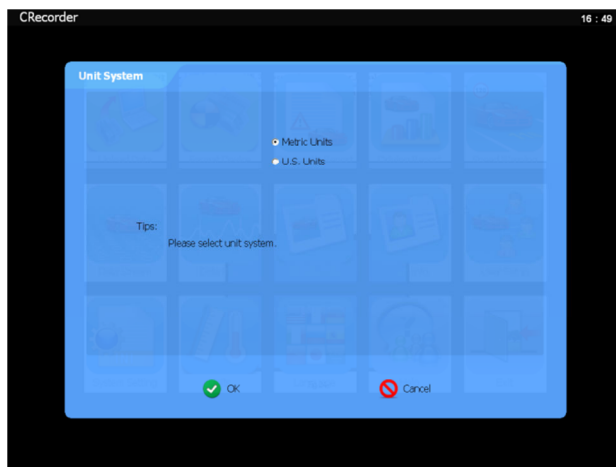 CRecorder
16 : 49
Unit System
Metric Units
U.S. Units
Tips:
Please select unit system.
OK
Cancel